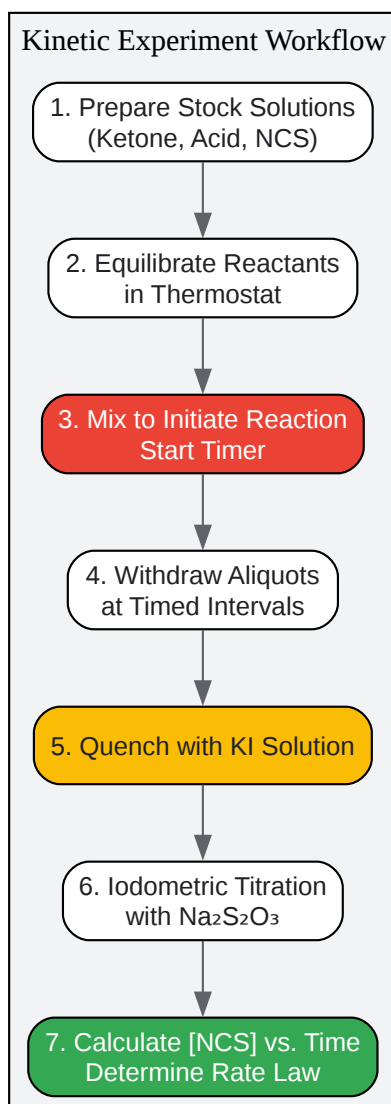 Kinetic Experiment Workflow
1. Prepare Stock Solutions
(Ketone, Acid, NCS)
2. Equilibrate Reactants
in Thermostat
3. Mix to Initiate Reaction
Start Timer
4. Withdraw Aliquots
at Timed Intervals
5. Quench with KI Solution
6. Iodometric Titration
with Na₂S₂O₃
7. Calculate [NCS] vs. Time
Determine Rate Law